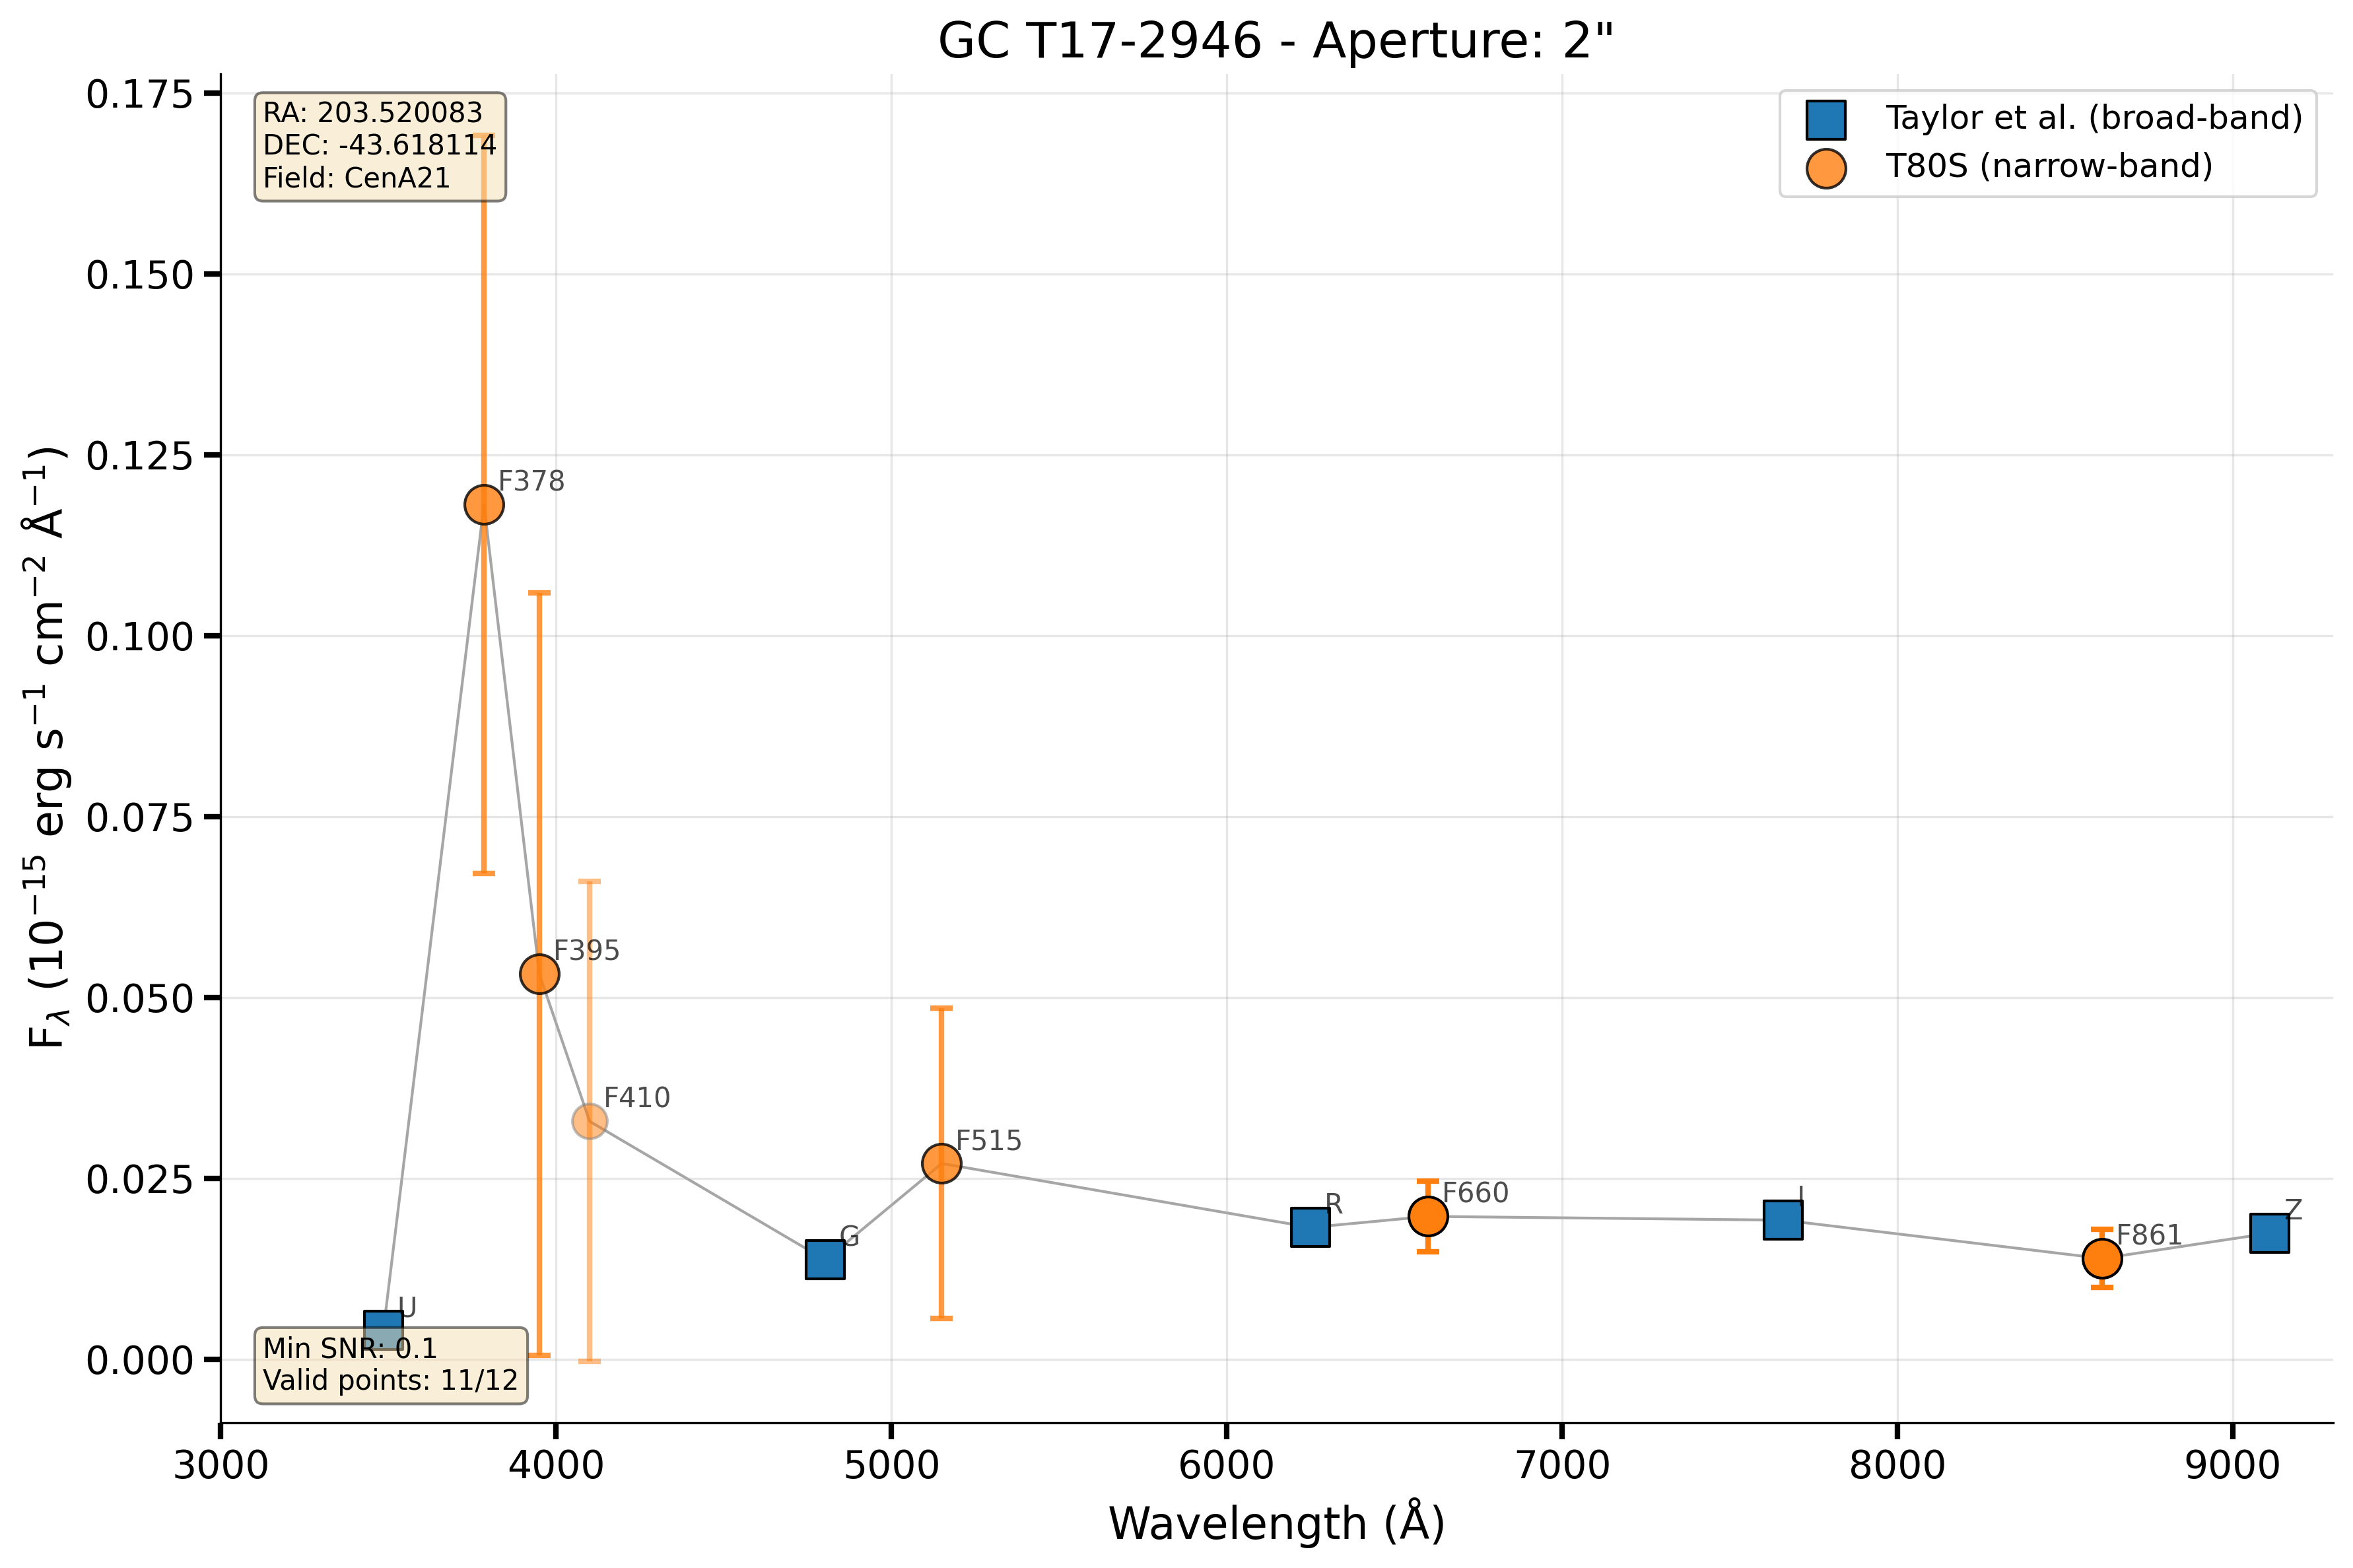 GC T17-2946 - Aperture: 2"
RA: 203.520083
DEC: -43.618114
Field: CenA21
Taylor et al. (broad-band)
T80S (narrow-band)
F_λ (10⁻¹⁵ erg s⁻¹ cm⁻² Å⁻¹)
0.175
0.150
0.125
0.100
0.075
0.050
0.025
0.000
F378
F395
F410
F515
U
G
R
F660
I
F861
Z
Min SNR: 0.1
Valid points: 11/12
3000 4000 5000 6000 7000 8000 9000
Wavelength (Å)